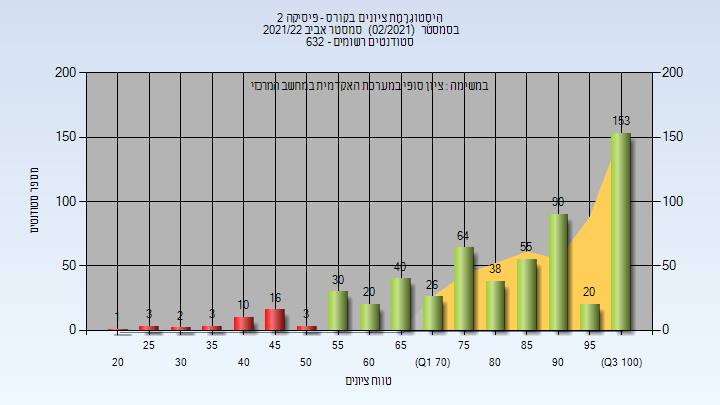 היסטוגרמת ציונים בקורס - פיסיקה 2
בסמסטר (02/2021) סמסטר אביב 2021/22
סטודנטים רשומים - 632
במשימה : ציון סופי במערכת האקדמית במחשב המרכזי
מספר סטודנטים
200
150
100
50
0
200
150
100
50
0
1 3 2 3 10 16 3 30 20 40 26 64 38 55 90 20 153
25 35 45 55 65 75 85 95
20 30 40 50 60 (Q1 70) 80 90 (Q3 100)
טווח ציונים